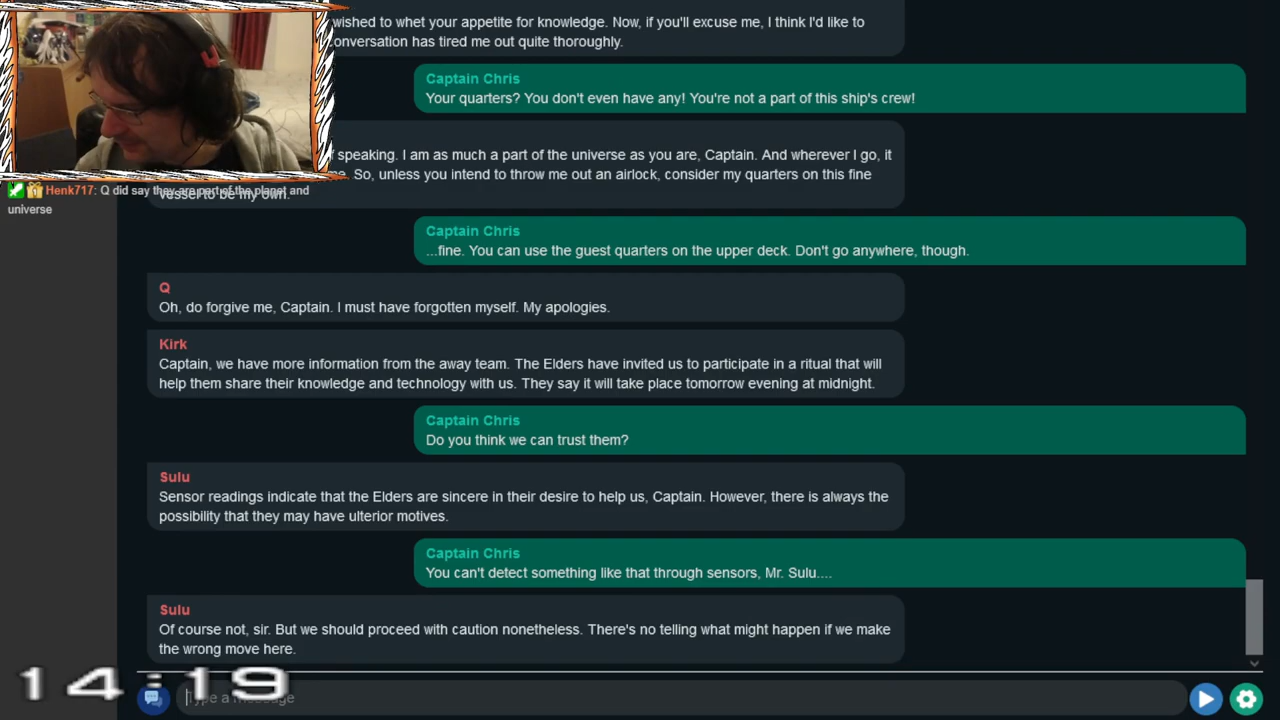 wished to whet your appetite for knowledge. Now, if you'll excuse me, I think I'd like to
onversation has tired me out quite thoroughly.
Captain Chris
Your quarters? You don't even have any! You're not a part of this ship's crew!
f speaking. I am as much a part of the universe as you are, Captain. And wherever I go, it
e. So, unless you intend to throw me out an airlock, consider my quarters on this fine
vessel to be my own.
Henk717: Q did say they are part of the planet and
universe
Captain Chris
...fine. You can use the guest quarters on the upper deck. Don't go anywhere, though.
Q
Oh, do forgive me, Captain. I must have forgotten myself. My apologies.
Kirk
Captain, we have more information from the away team. The Elders have invited us to participate in a ritual that will
help them share their knowledge and technology with us. They say it will take place tomorrow evening at midnight.
Captain Chris
Do you think we can trust them?
Sulu
Sensor readings indicate that the Elders are sincere in their desire to help us, Captain. However, there is always the
possibility that they may have ulterior motives.
Captain Chris
You can't detect something like that through sensors, Mr. Sulu....
Sulu
Of course not, sir. But we should proceed with caution nonetheless. There's no telling what might happen if we make
the wrong move here.
14:19
Type a message